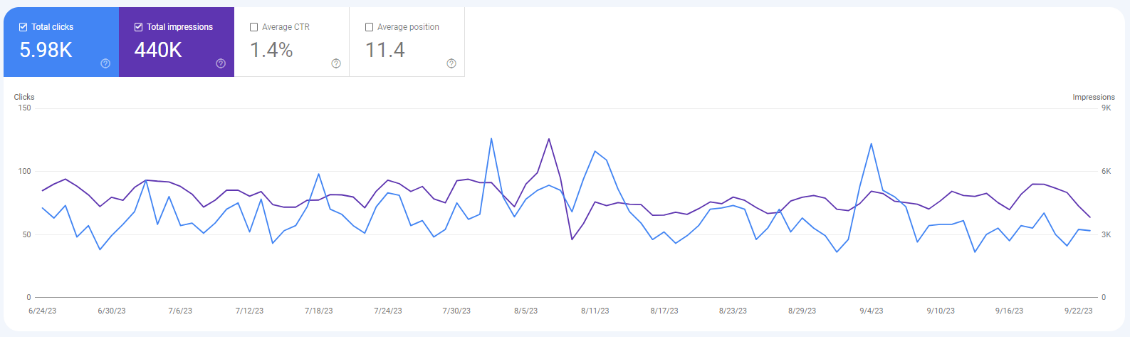 Total clicks Total impressions Average CTR Average position
5.98K 440K 1.4% 11.4
Clicks Impressions
150 9K
100 6K
50 3K
0 0
6/24/23 6/30/23 7/6/23 7/12/23 7/18/23 7/24/23 7/30/23 8/5/23 8/11/23 8/17/23 8/23/23 8/29/23 9/4/23 9/10/23 9/16/23 9/22/23